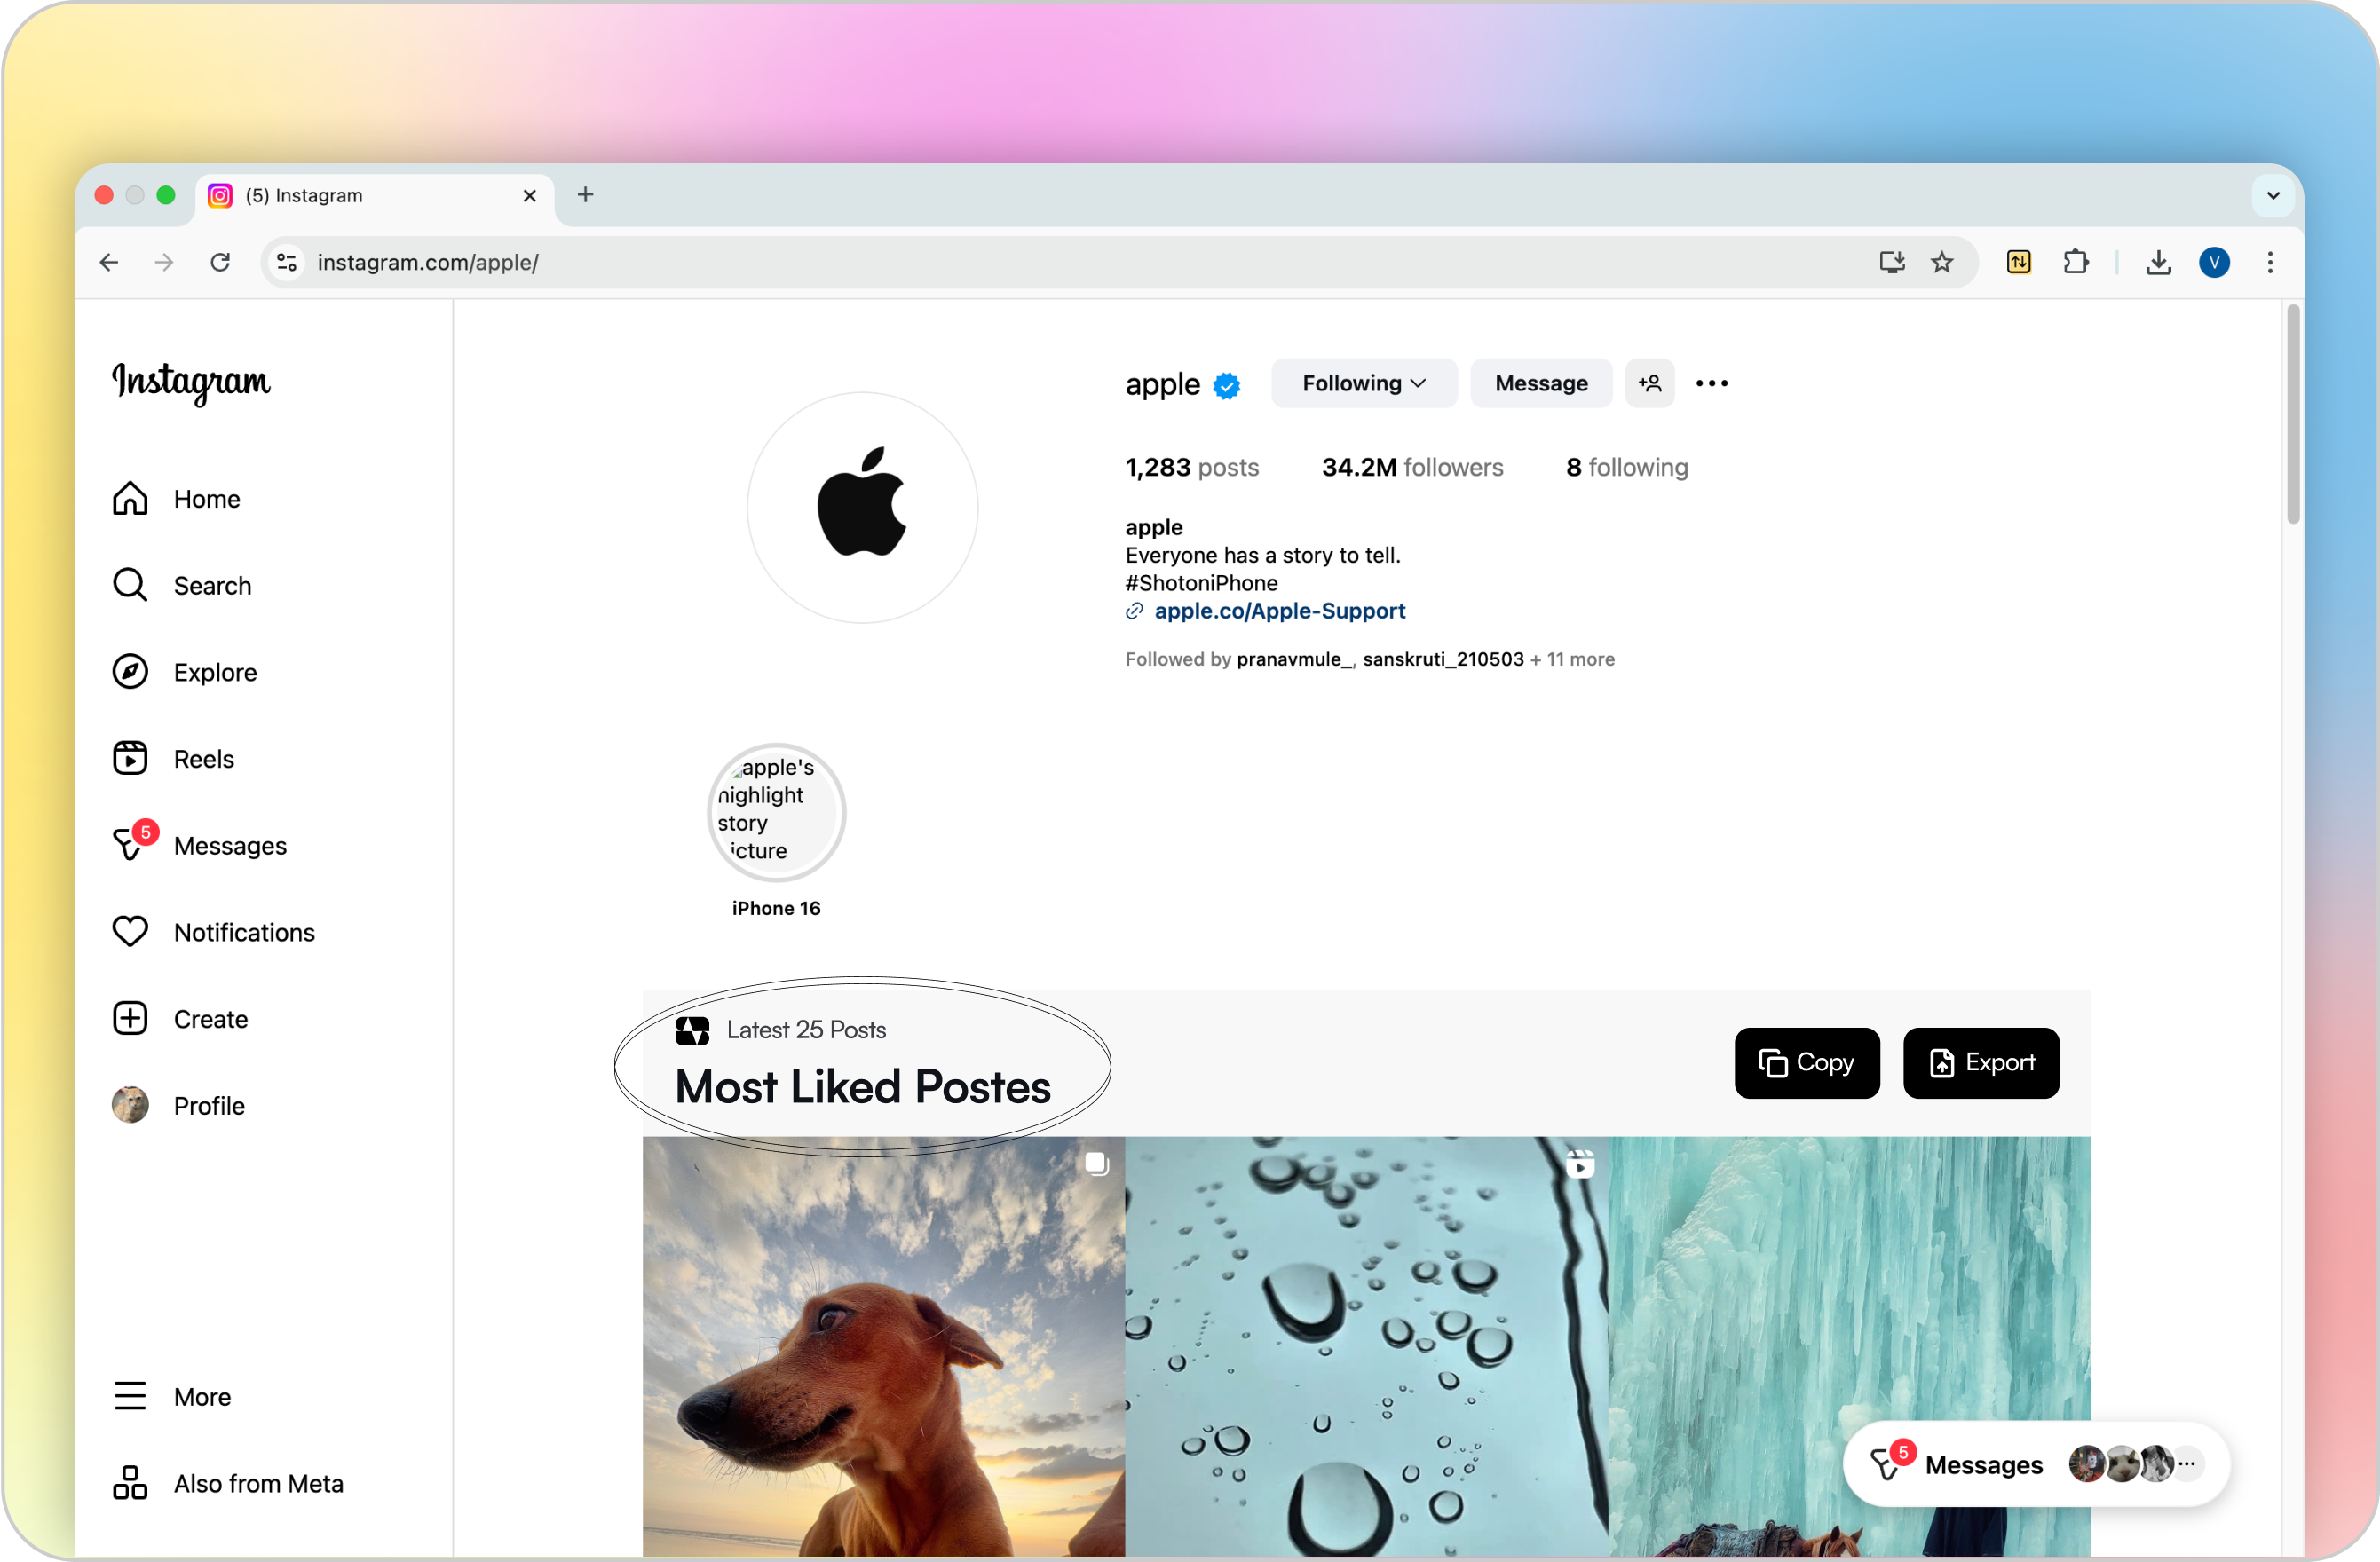 (5) Instagram
instagram.com/apple/
V
Instagram
Home
Search
Explore
Reels
5
Messages
Notifications
Create
Profile
More
Also from Meta
apple
Following
Message
1,283 posts 34.2M followers 8 following
apple
Everyone has a story to tell.
#ShotoniPhone
apple.co/Apple-Support
Followed by pranavmule_, sanskruti_210503 + 11 more
apple's
highlight
story
icture
iPhone 16
Latest 25 Posts
Most Liked Postes
Copy
Export
5
Messages